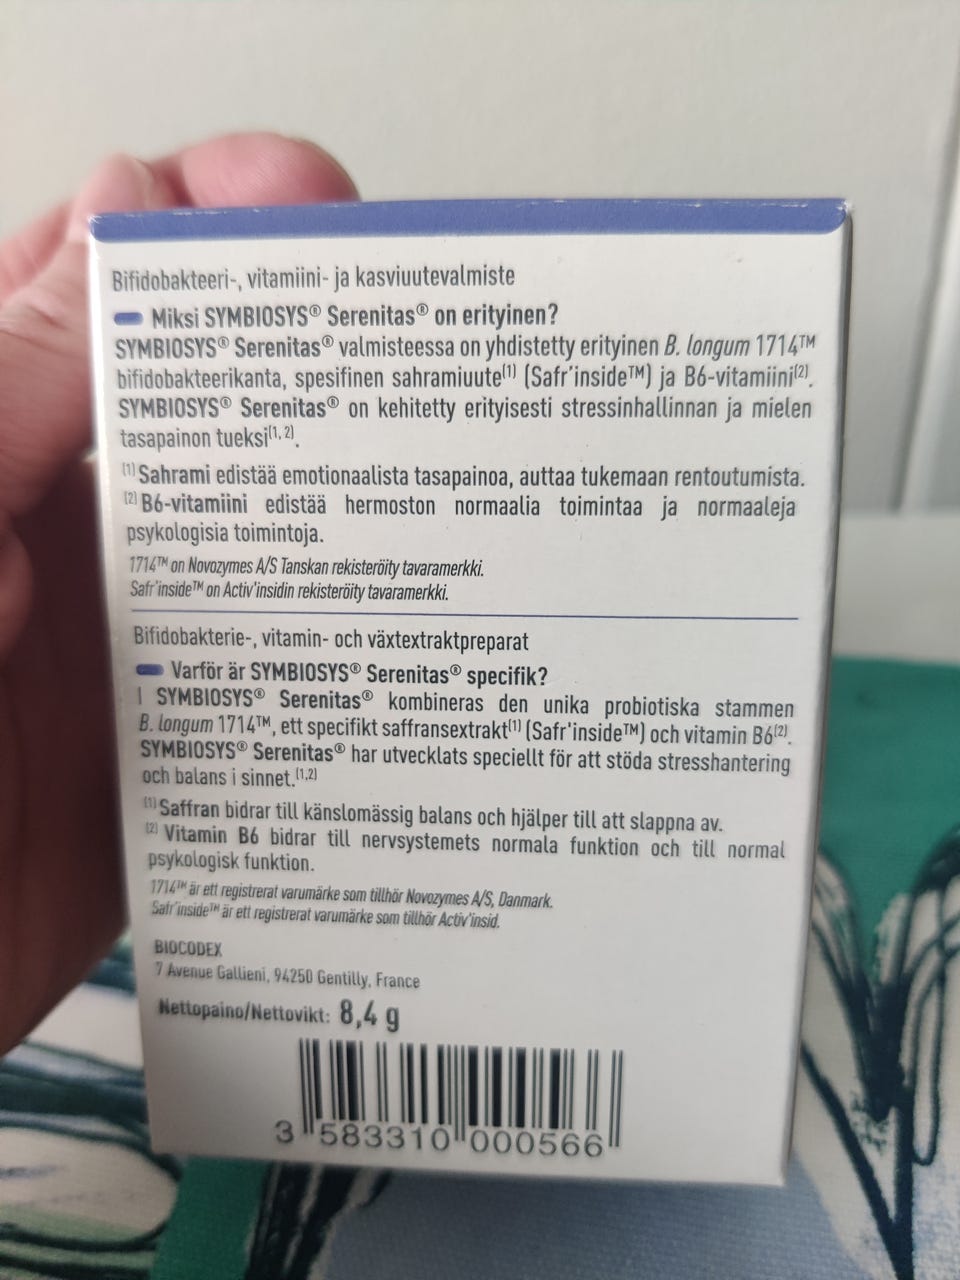 Bifidobakteeri-, vitamiini- ja kasviuutevalmiste
Miksi SYMBIOSYS® Serenitas® on erityinen?
SYMBIOSYS® Serenitas® valmisteessa on yhdistetty erityinen B. longum 1714™
bifidobakteerikanta, spesifinen sahramiuute(1) (Safr'inside™) ja B6-vitamiini(2).
SYMBIOSYS® Serenitas® on kehitetty erityisesti stressinhallinnan ja mielen
tasapainon tueksi(1, 2).
(1) Sahrami edistää emotionaalista tasapainoa, auttaa tukemaan rentoutumista.
(2) B6-vitamiini edistää hermoston normaalia toimintaa ja normaaleja
psykologisia toimintoja.
1714™ on Novozymes A/S Tanskan rekisteröity tavaramerkki.
Safr'inside™ on Activ'insidin rekisteröity tavaramerkki.
Bifidobakterie-, vitamin- och växtextraktpreparat
Varför är SYMBIOSYS® Serenitas® specifik?
I SYMBIOSYS® Serenitas® kombineras den unika probiotiska stammen
B. longum 1714™, ett specifikt saffransextrakt(1) (Safr'inside™) och vitamin B6(2).
SYMBIOSYS® Serenitas® har utvecklats speciellt för att stöda stresshantering
och balans i sinnet.(1,2)
(1) Saffran bidrar till känslomässig balans och hjälper till att slappna av.
(2) Vitamin B6 bidrar till nervsystemets normala funktion och till normal
psykologisk funktion.
1714™ är ett registrerat varumärke som tillhör Novozymes A/S, Danmark.
Safr'inside™ är ett registrerat varumärke som tillhör Activ'insid.
BIOCODEX
7 Avenue Gallieni, 94250 Gentilly, France
Nettopaino/Nettovikt: 8,4 g
3 583310 000566